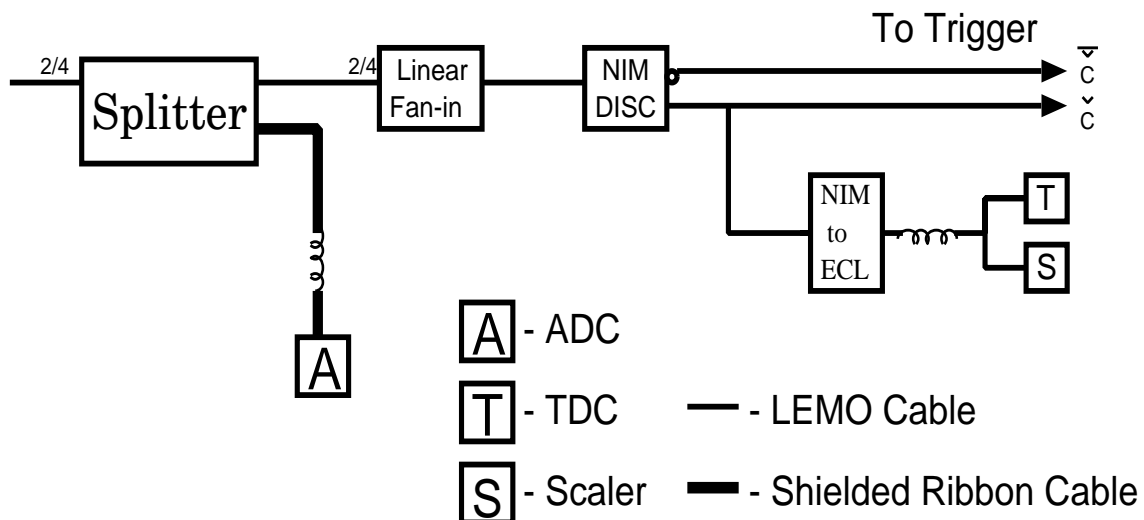 To Trigger
2/4
Splitter
2/4
Linear
Fan-in
NIM
DISC
Č̅
Č
NIM
to
ECL
T
S
A
A - ADC
T - TDC
- LEMO Cable
S - Scaler
- Shielded Ribbon Cable